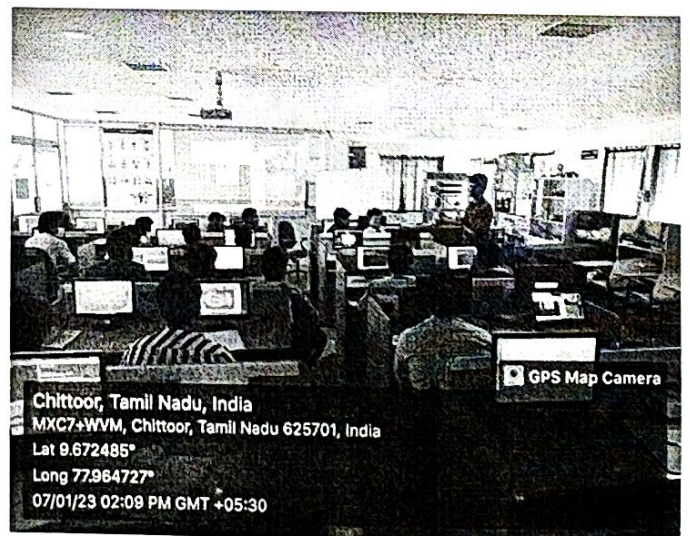 GPS Map Camera
Chittoor, Tamil Nadu, India
MXC7+WVM, Chittoor, Tamil Nadu 625701, India
Lat 9.672485°
Long 77.964727°
07/01/23 02:09 PM GMT +05:30